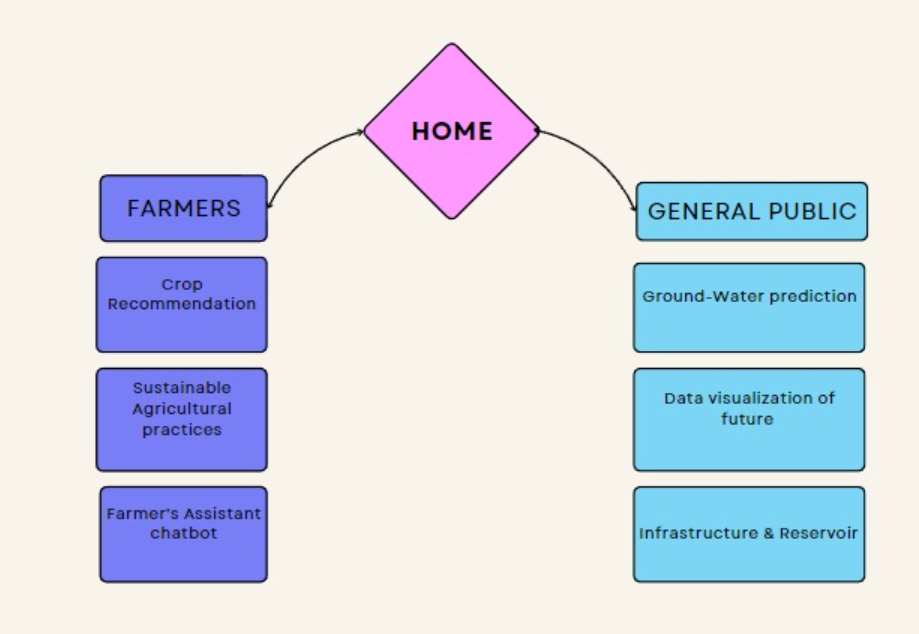 HOME
FARMERS
Crop
Recommendation
Sustainable
Agricultural
practices
Farmer's Assistant
chatbot
GENERAL PUBLIC
Ground-Water prediction
Data visualization of
future
Infrastructure & Reservoir